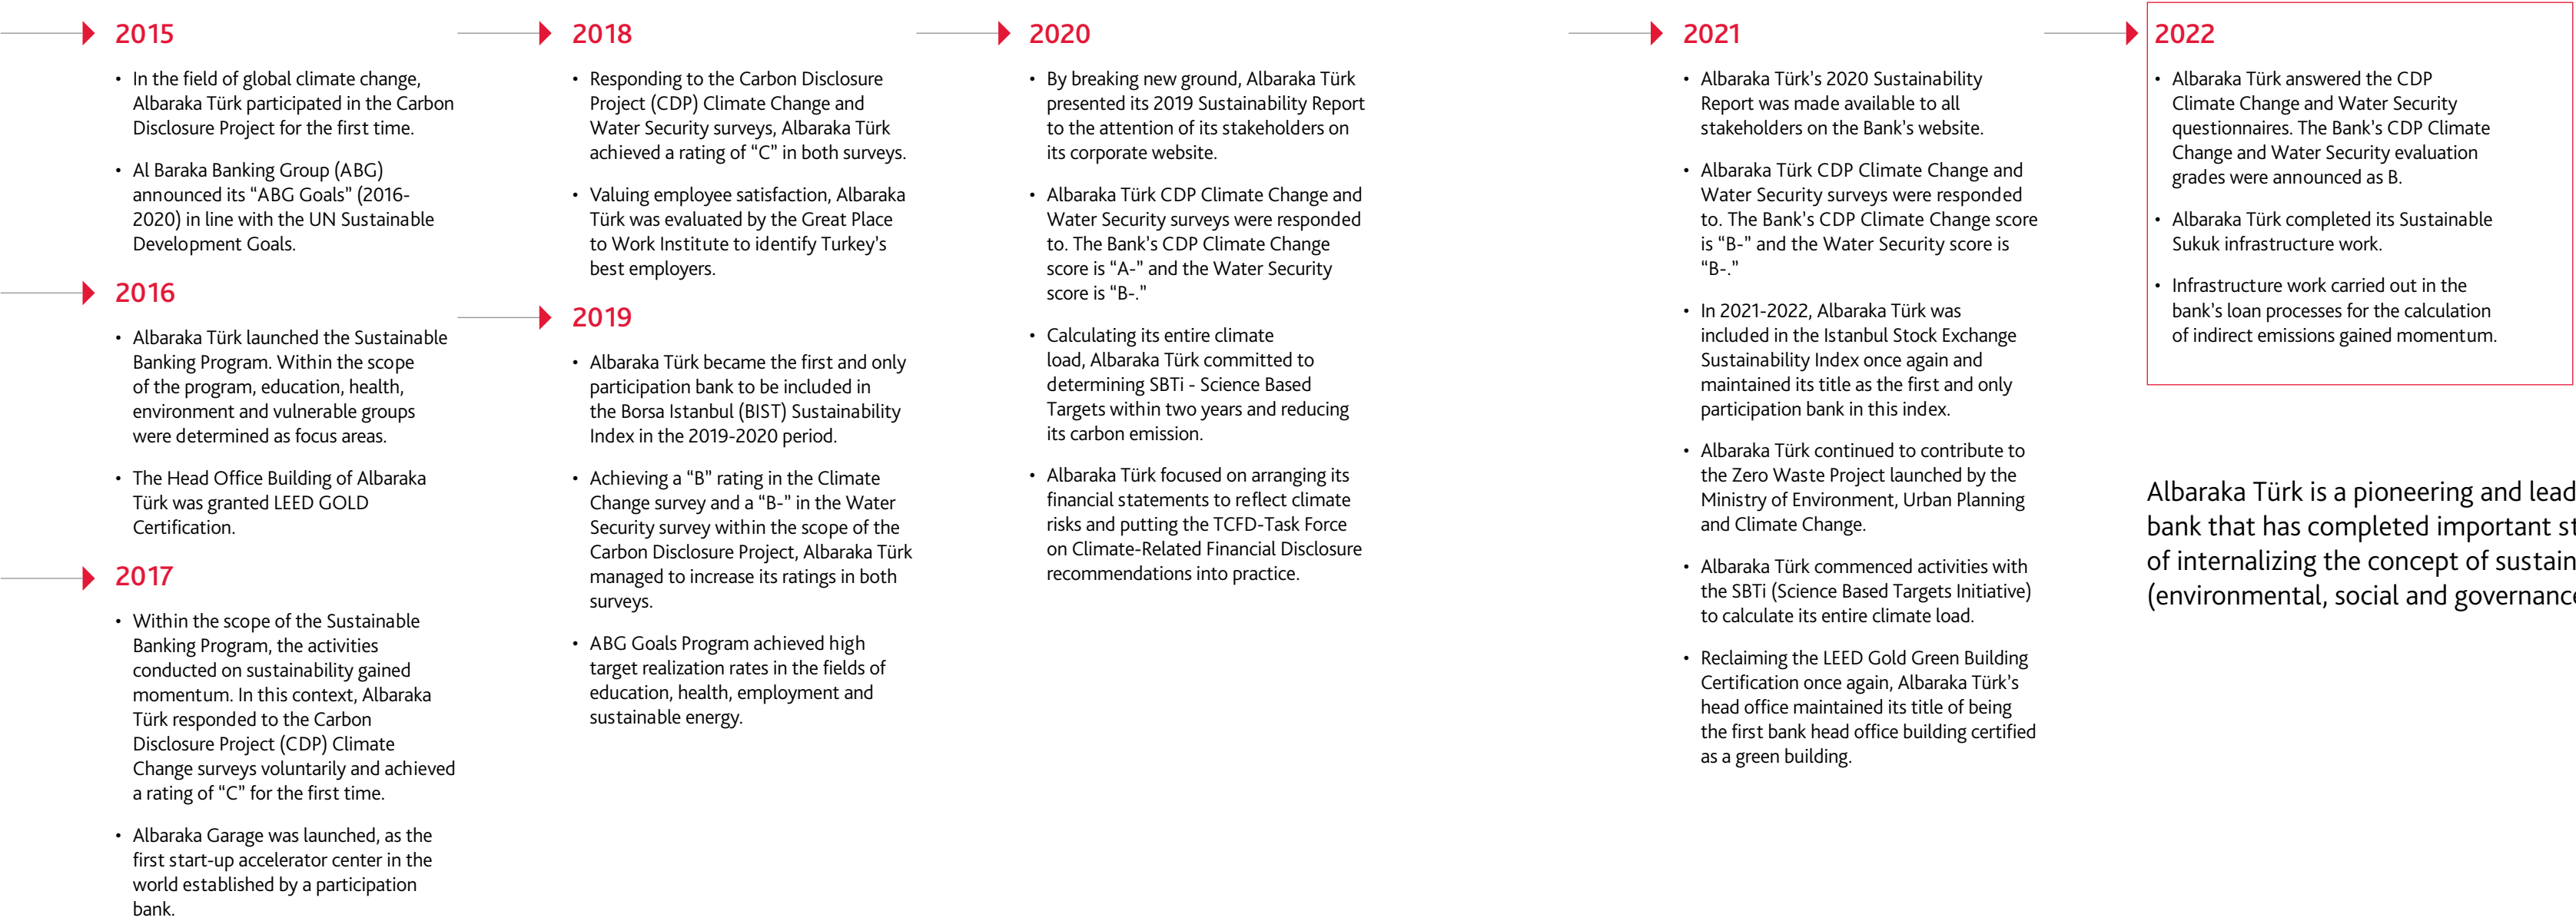 2015
• In the field of global climate change,
Albaraka Türk participated in the Carbon
Disclosure Project for the first time.
• Al Baraka Banking Group (ABG)
announced its “ABG Goals” (2016-
2020) in line with the UN Sustainable
Development Goals.
2016
• Albaraka Türk launched the Sustainable
Banking Program. Within the scope
of the program, education, health,
environment and vulnerable groups
were determined as focus areas.
• The Head Office Building of Albaraka
Türk was granted LEED GOLD
Certification.
2017
• Within the scope of the Sustainable
Banking Program, the activities
conducted on sustainability gained
momentum. In this context, Albaraka
Türk responded to the Carbon
Disclosure Project (CDP) Climate
Change surveys voluntarily and achieved
a rating of “C” for the first time.
• Albaraka Garage was launched, as the
first start-up accelerator center in the
world established by a participation
bank.
2018
• Responding to the Carbon Disclosure
Project (CDP) Climate Change and
Water Security surveys, Albaraka Türk
achieved a rating of “C” in both surveys.
• Valuing employee satisfaction, Albaraka
Türk was evaluated by the Great Place
to Work Institute to identify Turkey’s
best employers.
2019
• Albaraka Türk became the first and only
participation bank to be included in
the Borsa Istanbul (BIST) Sustainability
Index in the 2019-2020 period.
• Achieving a “B” rating in the Climate
Change survey and a “B-” in the Water
Security survey within the scope of the
Carbon Disclosure Project, Albaraka Türk
managed to increase its ratings in both
surveys.
• ABG Goals Program achieved high
target realization rates in the fields of
education, health, employment and
sustainable energy.
2020
• By breaking new ground, Albaraka Türk
presented its 2019 Sustainability Report
to the attention of its stakeholders on
its corporate website.
• Albaraka Türk CDP Climate Change and
Water Security surveys were responded
to. The Bank’s CDP Climate Change
score is “A-” and the Water Security
score is “B-.”
• Calculating its entire climate
load, Albaraka Türk committed to
determining SBTi - Science Based
Targets within two years and reducing
its carbon emission.
• Albaraka Türk focused on arranging its
financial statements to reflect climate
risks and putting the TCFD-Task Force
on Climate-Related Financial Disclosure
recommendations into practice.
2021
• Albaraka Türk’s 2020 Sustainability
Report was made available to all
stakeholders on the Bank’s website.
• Albaraka Türk CDP Climate Change and
Water Security surveys were responded
to. The Bank’s CDP Climate Change score
is “B-” and the Water Security score is
“B-.”
• In 2021-2022, Albaraka Türk was
included in the Istanbul Stock Exchange
Sustainability Index once again and
maintained its title as the first and only
participation bank in this index.
• Albaraka Türk continued to contribute to
the Zero Waste Project launched by the
Ministry of Environment, Urban Planning
and Climate Change.
• Albaraka Türk commenced activities with
the SBTi (Science Based Targets Initiative)
to calculate its entire climate load.
• Reclaiming the LEED Gold Green Building
Certification once again, Albaraka Türk’s
head office maintained its title of being
the first bank head office building certified
as a green building.
2022
• Albaraka Türk answered the CDP
Climate Change and Water Security
questionnaires. The Bank’s CDP Climate
Change and Water Security evaluation
grades were announced as B.
• Albaraka Türk completed its Sustainable
Sukuk infrastructure work.
• Infrastructure work carried out in the
bank’s loan processes for the calculation
of indirect emissions gained momentum.
Albaraka Türk is a pioneering and
bank that has completed important
of internalizing the concept of
(environmental, social and